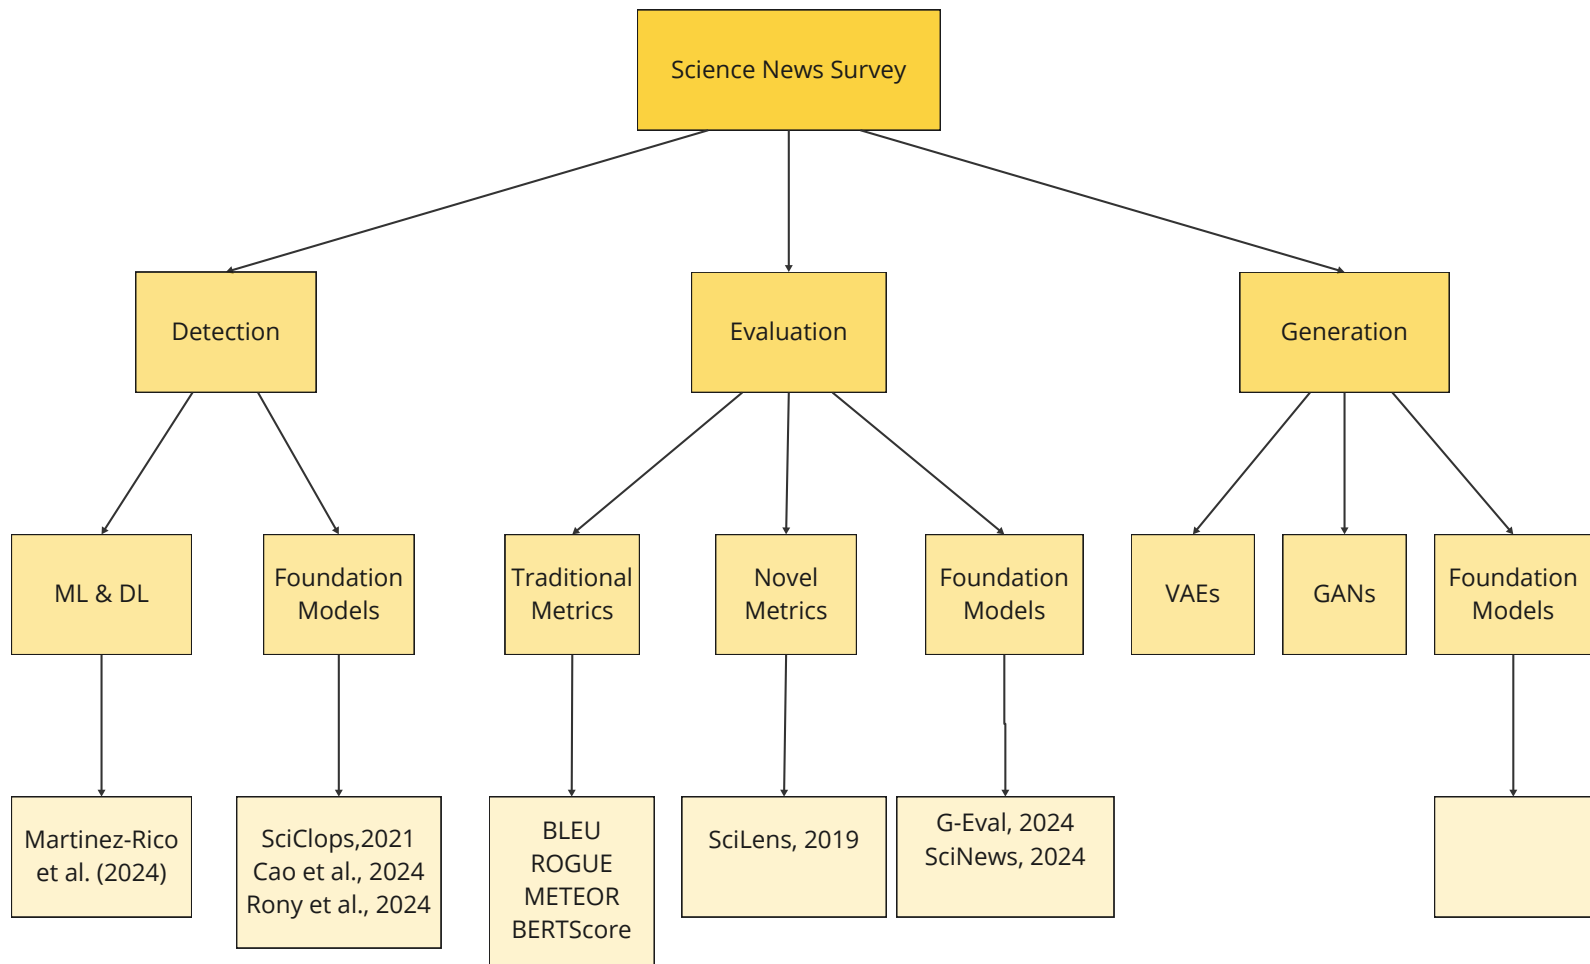 Science News Survey
Detection
Evaluation
Generation
ML & DL
Foundation
Models
Traditional
Metrics
Novel
Metrics
Foundation
Models
VAEs
GANs
Foundation
Models
Martinez-Rico
et al. (2024)
SciClops,2021
Cao et al., 2024
Rony et al., 2024
BLEU
ROGUE
METEOR
BERTScore
SciLens, 2019
G-Eval, 2024
SciNews, 2024